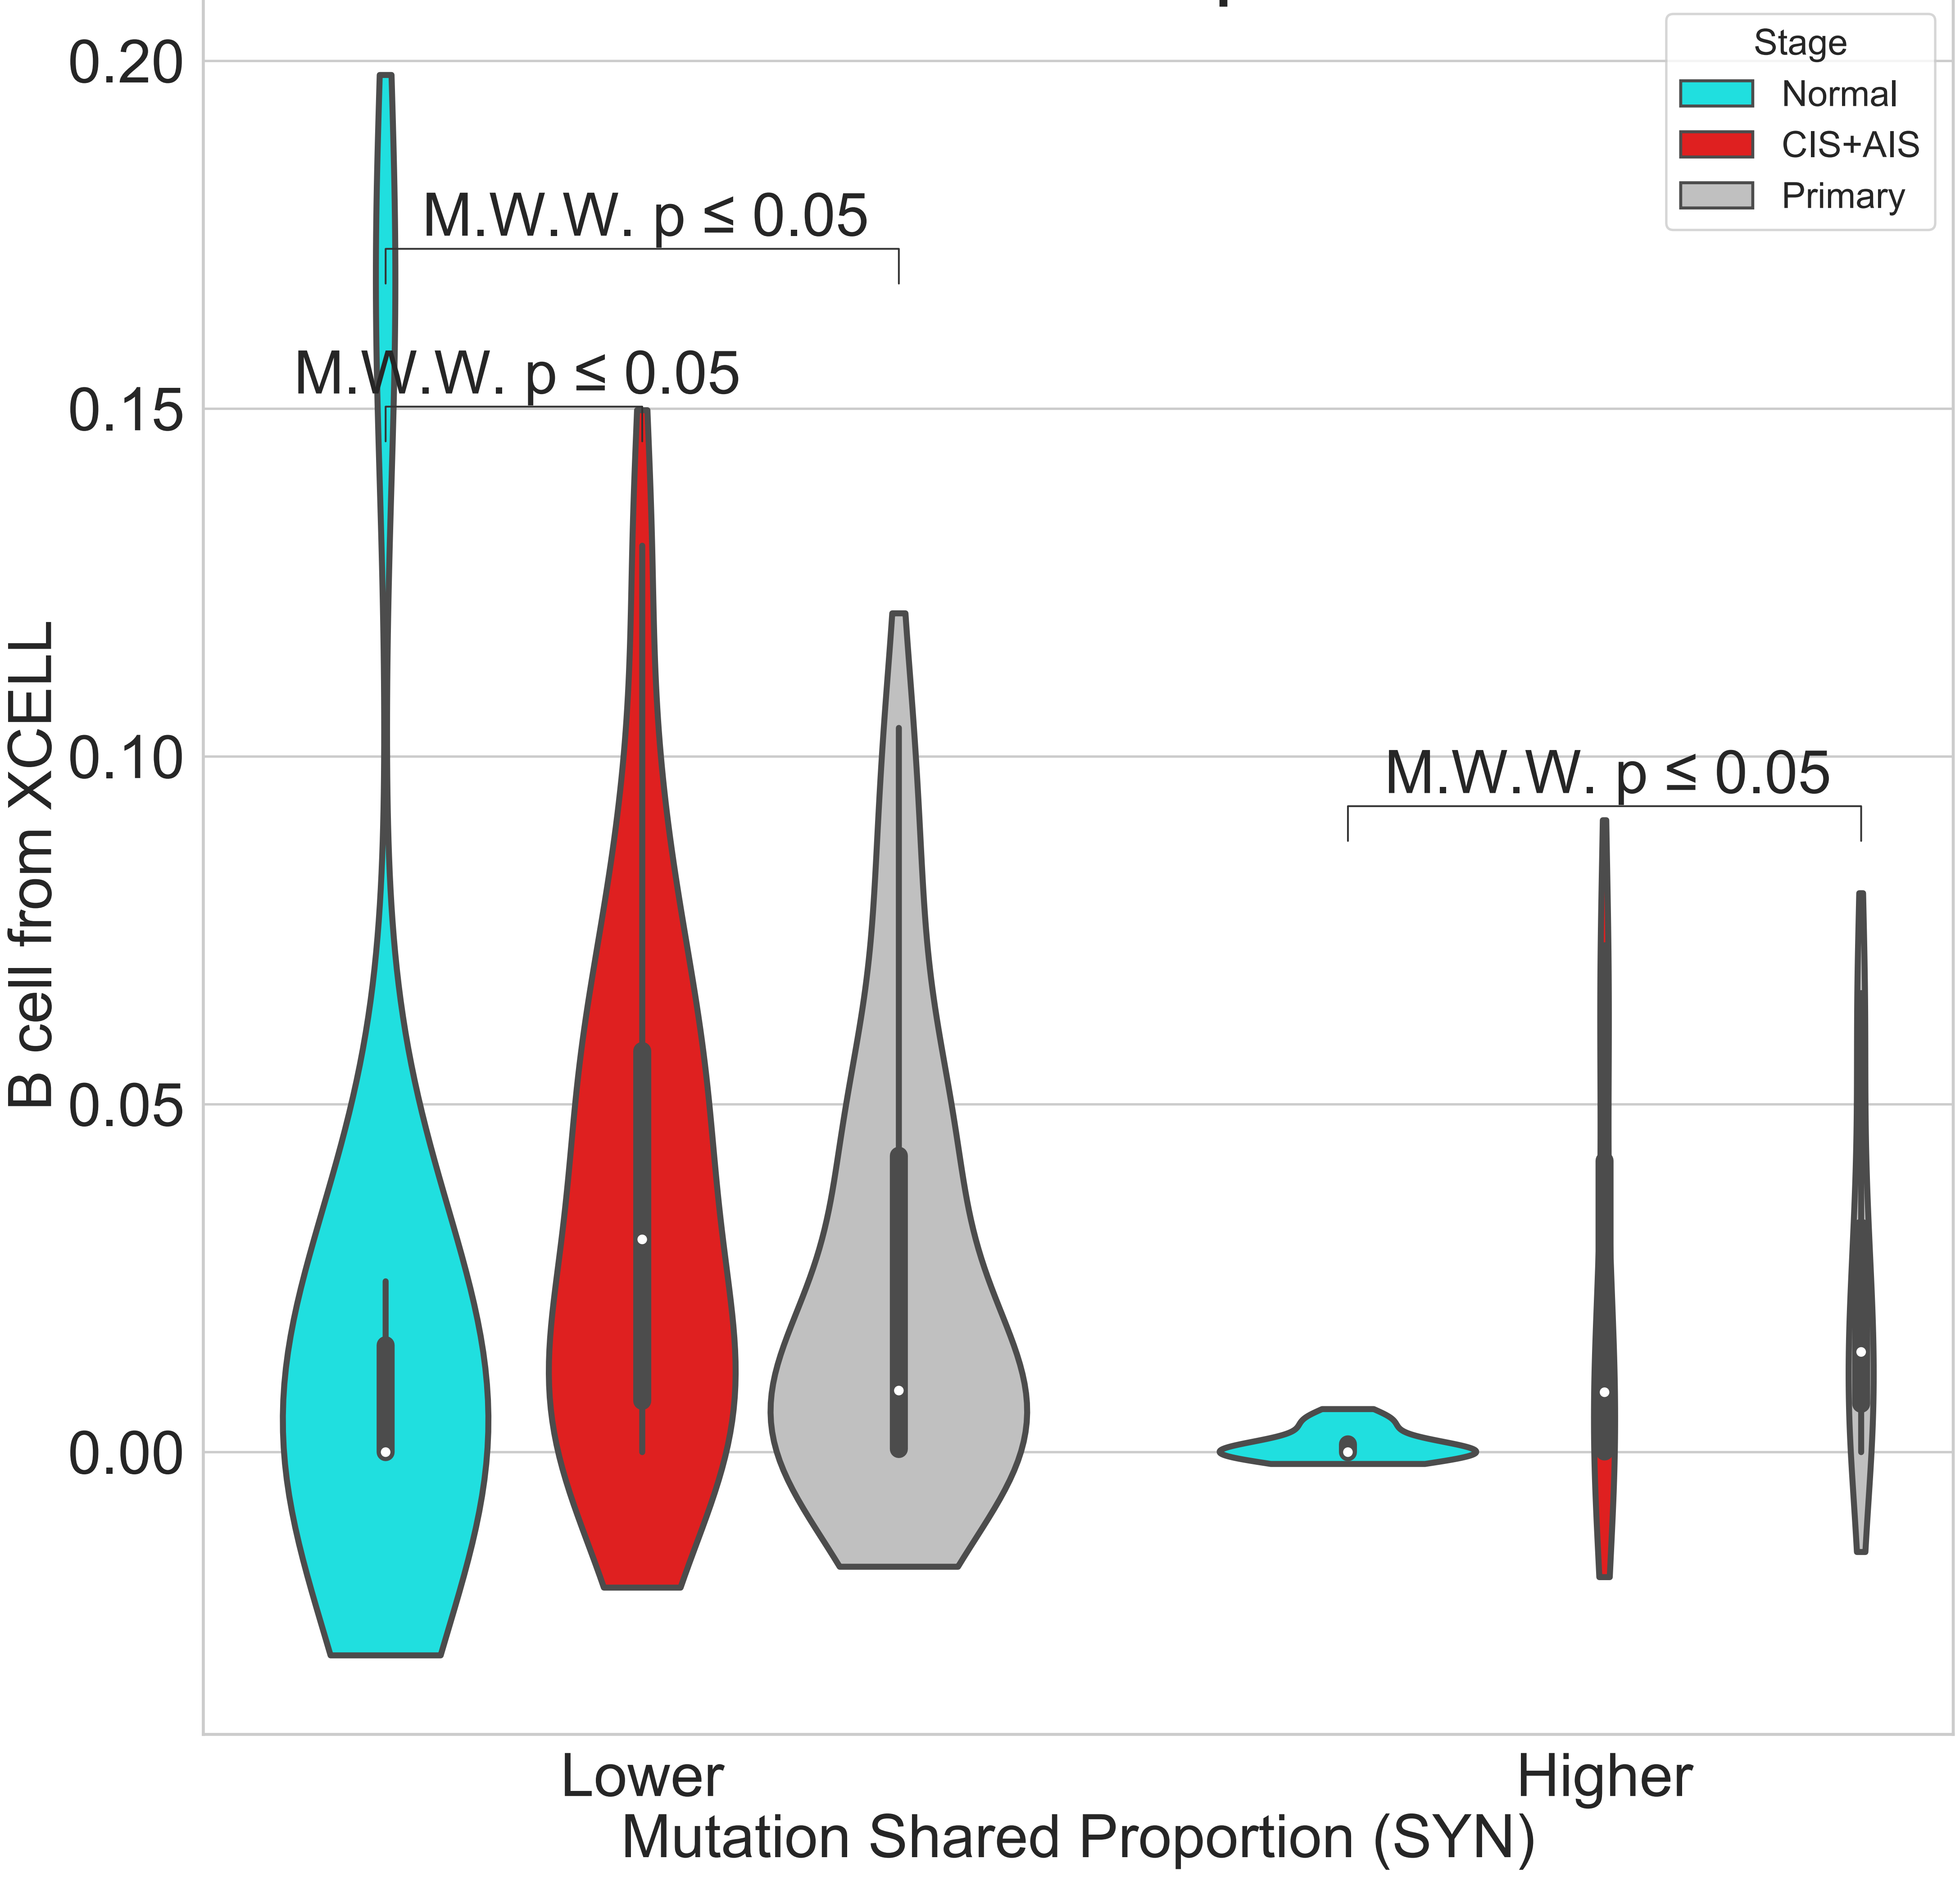 Stage
Normal
CIS+AIS
Primary
0.20
0.15
0.10
0.05
0.00
B cell from XCELL
M.W.W. p ≤ 0.05
M.W.W. p ≤ 0.05
M.W.W. p ≤ 0.05
Lower
Higher
Mutation Shared Proportion (SYN)